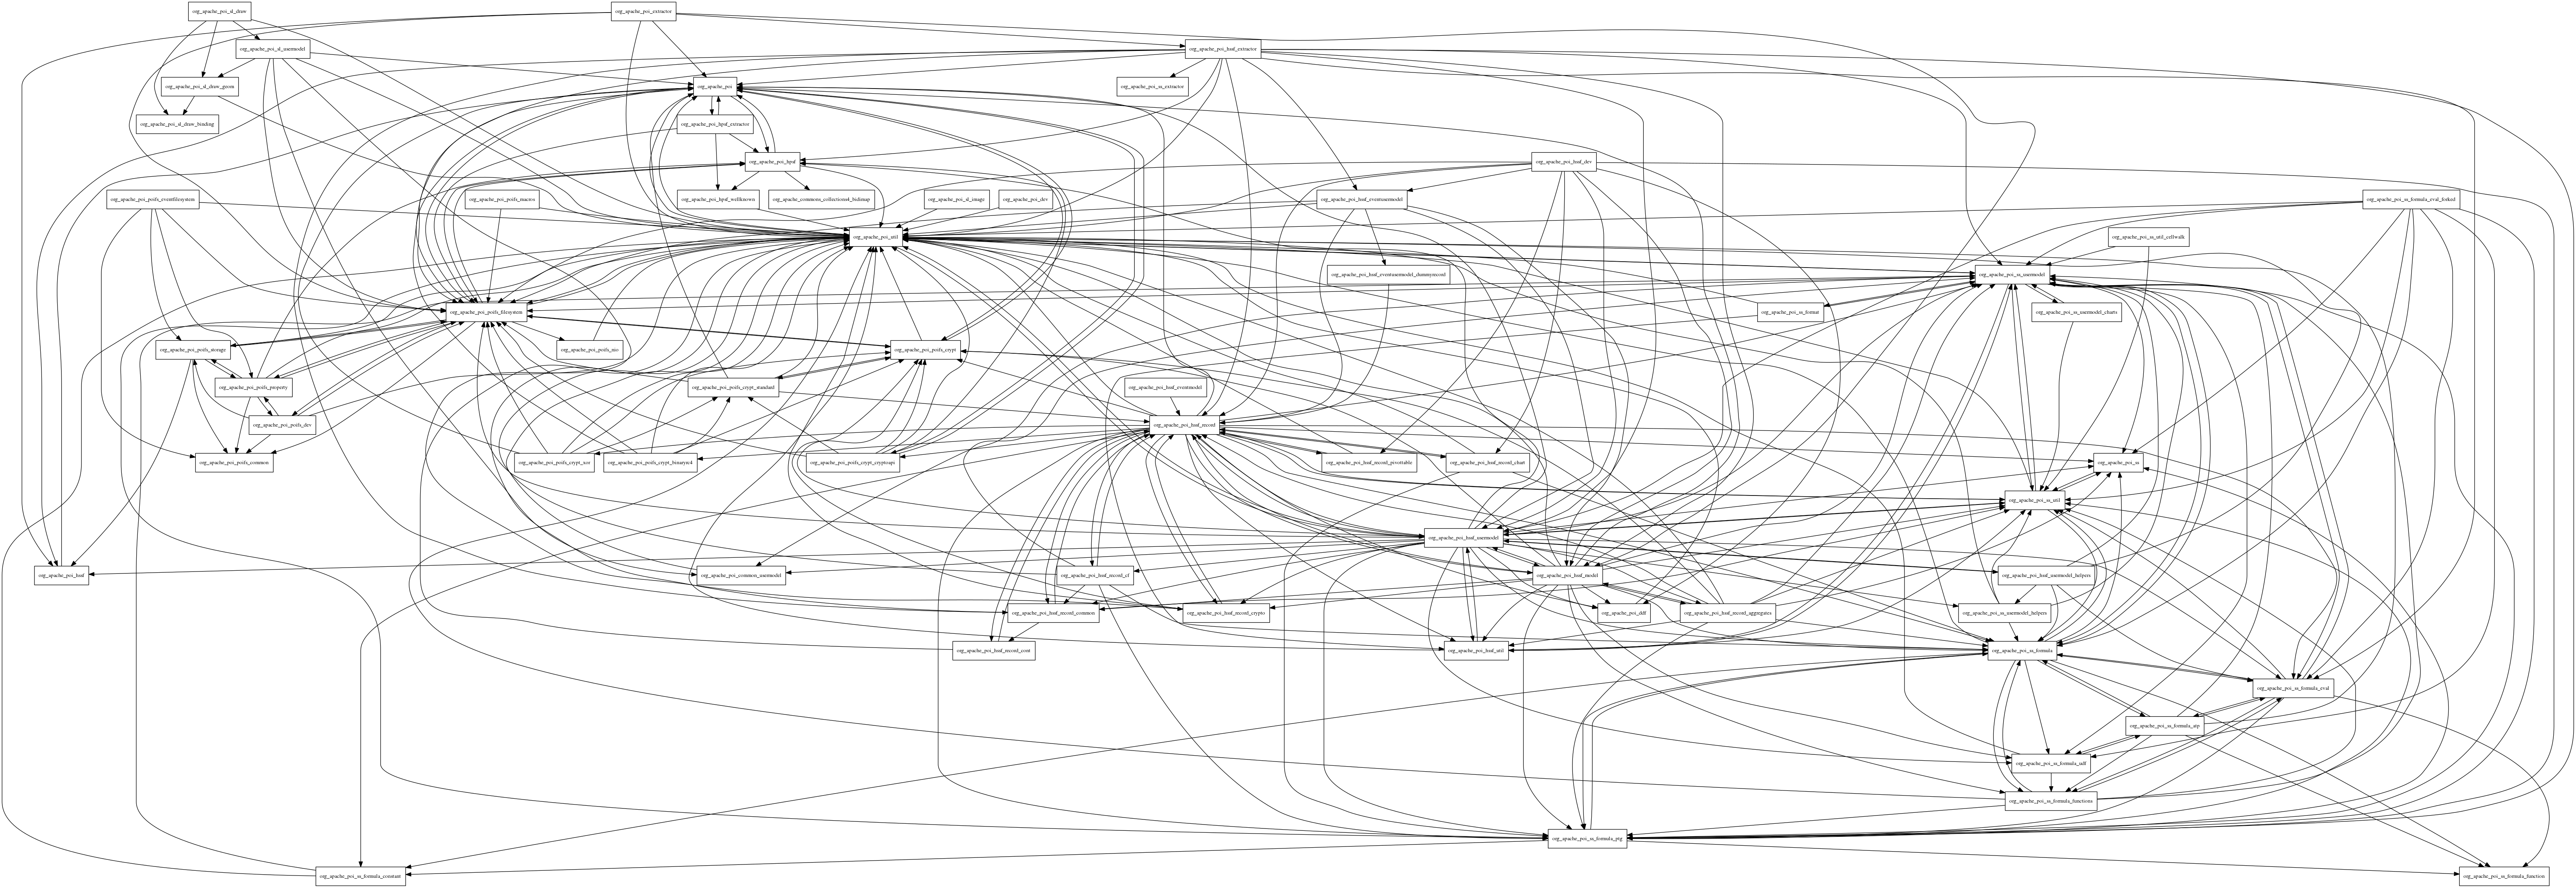 org_apache_poi_sl_draw
org_apache_poi_extractor
org_apache_poi_sl_usermodel
org_apache_poi_hssf_extractor
org_apache_poi_sl_draw_geom
org_apache_poi
org_apache_poi_ss_extractor
org_apache_poi_sl_draw_binding
org_apache_poi_hpsf_extractor
org_apache_poi_hpsf
org_apache_poi_hssf_dev
org_apache_poi_poifs_eventfilesystem
org_apache_poi_poifs_macros
org_apache_poi_hpsf_wellknown
org_apache_commons_collections4_bidimap
org_apache_poi_sl_image
org_apache_poi_dev
org_apache_poi_hssf_eventusermodel
org_apache_poi_ss_formula_eval_forked
org_apache_poi_util
org_apache_poi_ss_util_cellwalk
org_apache_poi_hssf_eventusermodel_dummyrecord
org_apache_poi_ss_usermodel
org_apache_poi_poifs_filesystem
org_apache_poi_ss_format
org_apache_poi_ss_usermodel_charts
org_apache_poi_poifs_storage
org_apache_poi_poifs_nio
org_apache_poi_poifs_crypt
org_apache_poi_poifs_property
org_apache_poi_poifs_crypt_standard
org_apache_poi_hssf_eventmodel
org_apache_poi_poifs_dev
org_apache_poi_hssf_record
org_apache_poi_poifs_common
org_apache_poi_poifs_crypt_xor
org_apache_poi_poifs_crypt_binaryrc4
org_apache_poi_poifs_crypt_cryptoapi
org_apache_poi_hssf_record_pivottable
org_apache_poi_hssf_record_chart
org_apache_poi_ss
org_apache_poi_ss_util
org_apache_poi_hssf_usermodel
org_apache_poi_hssf
org_apache_poi_common_usermodel
org_apache_poi_hssf_record_cf
org_apache_poi_hssf_model
org_apache_poi_hssf_usermodel_helpers
org_apache_poi_hssf_record_common
org_apache_poi_hssf_record_crypto
org_apache_poi_ddf
org_apache_poi_hssf_record_aggregates
org_apache_poi_ss_usermodel_helpers
org_apache_poi_hssf_record_cont
org_apache_poi_hssf_util
org_apache_poi_ss_formula
org_apache_poi_ss_formula_eval
org_apache_poi_ss_formula_atp
org_apache_poi_ss_formula_udf
org_apache_poi_ss_formula_functions
org_apache_poi_ss_formula_ptg
org_apache_poi_ss_formula_constant
org_apache_poi_ss_formula_function